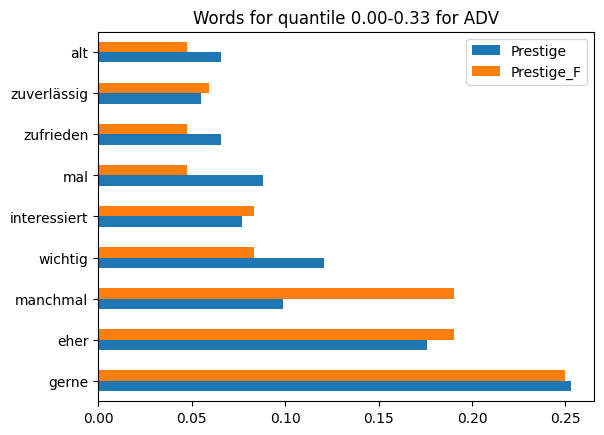 Words for quantile 0.00-0.33 for ADV
Prestige
Prestige_F
alt
zuverlässig
zufrieden
mal
interessiert
wichtig
manchmal
eher
gerne
0.00 0.05 0.10 0.15 0.20 0.25